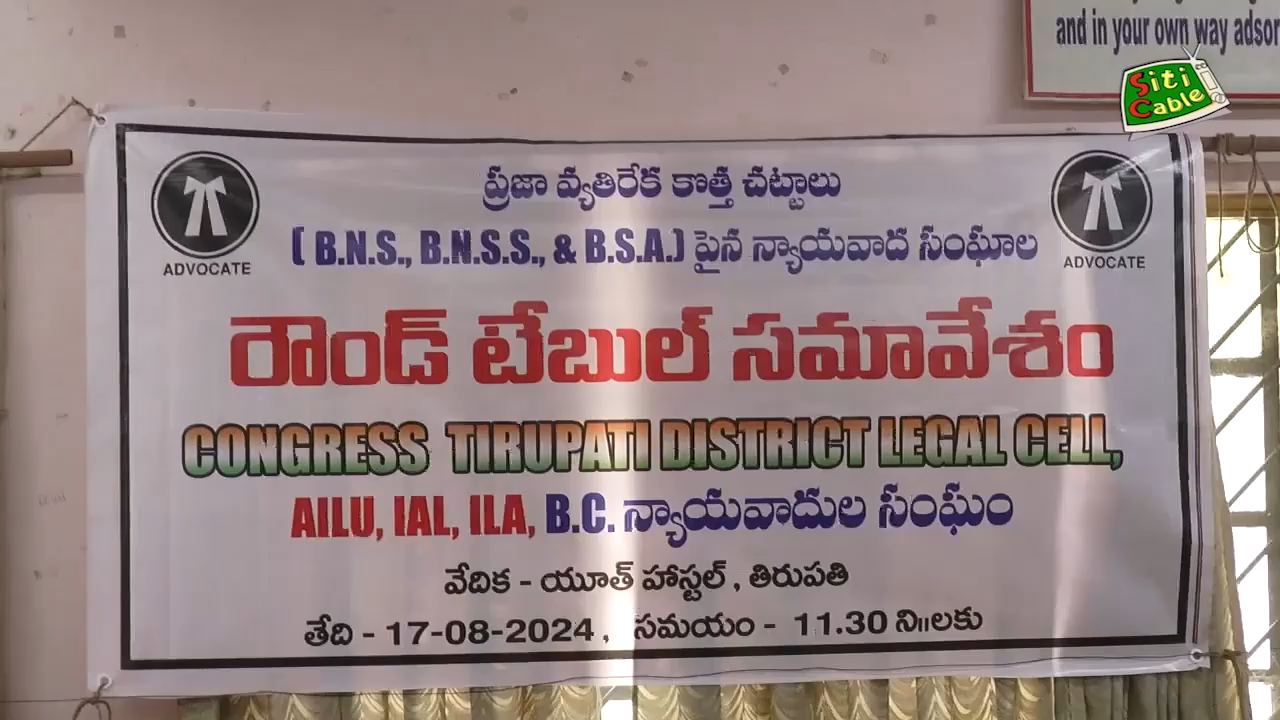 and in your own way adsor
Siti
Cable
ప్రజా వ్యతిరేక కొత్త చట్టాలు
( B.N.S., B.N.S.S., & B.S.A.) పైన న్యాయవాద సంఘాల
ADVOCATE
ADVOCATE
రౌండ్ టేబుల్ సమావేశం
CONGRESS TIRUPATI DISTRICT LEGAL CELL,
AILU, IAL, ILA, B.C. న్యాయవాదుల సంఘం
వేదిక - యూత్ హాస్టల్, తిరుపతి
తేది - 17-08-2024, సమయం - 11.30 ని॥లకు